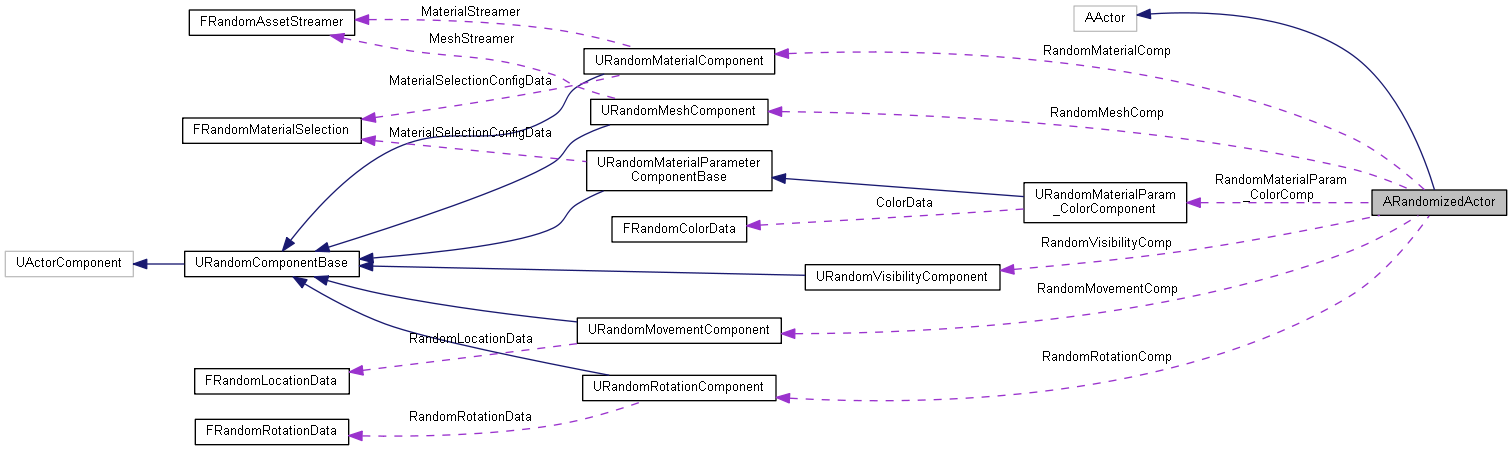 MaterialStreamer
FRandomAssetStreamer
AActor
MeshStreamer
RandomMaterialComp
URandomMaterialComponent
MaterialSelectionConfigData
URandomMeshComponent
RandomMeshComp
FRandomMaterialSelection
MaterialSelectionConfigData
URandomMaterialParameter
ComponentBase
RandomMaterialParam
_ColorComp
URandomMaterialParam
_ColorComponent
ARandomizedActor
ColorData
FRandomColorData
RandomVisibilityComp
UActorComponent
URandomComponentBase
URandomVisibilityComponent
RandomMovementComp
URandomMovementComponent
RandomLocationData
RandomRotationComp
FRandomLocationData
URandomRotationComponent
RandomRotationData
FRandomRotationData